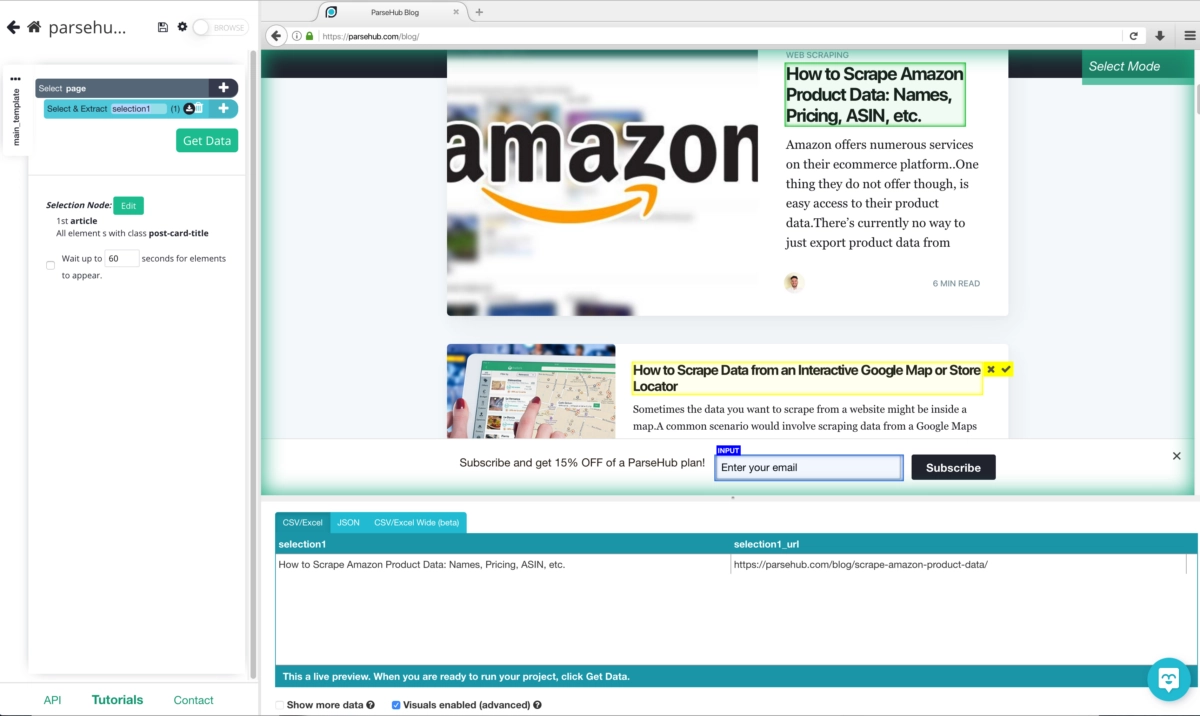 parsehu...
BROWSE
ParseHub Blog
https://parsehub.com/blog/
main_template
Select page
Select & Extract selection1 (1)
Get Data
Selection Node: Edit
1st article
All element s with class post-card-title
Wait up to 60 seconds for elements
to appear.
API Tutorials Contact
Select Mode
amazon
WEB SCRAPING
How to Scrape Amazon
Product Data: Names,
Pricing, ASIN, etc.
Amazon offers numerous services
on their ecommerce platform..One
thing they do not offer though, is
easy access to their product
data.There's currently no way to
just export product data from
6 MIN READ
How to Scrape Data from an Interactive Google Map or Store
Locator
Sometimes the data you want to scrape from a website might be inside a
map.A common scenario would involve scraping data from a Google Maps
INPUT
Subscribe and get 15% OFF of a ParseHub plan! Enter your email Subscribe
CSV/Excel JSON CSV/Excel Wide (beta)
selection1 selection1_url
How to Scrape Amazon Product Data: Names, Pricing, ASIN, etc. https://parsehub.com/blog/scrape-amazon-product-data/
This a live preview. When you are ready to run your project, click Get Data.
Show more data Visuals enabled (advanced)